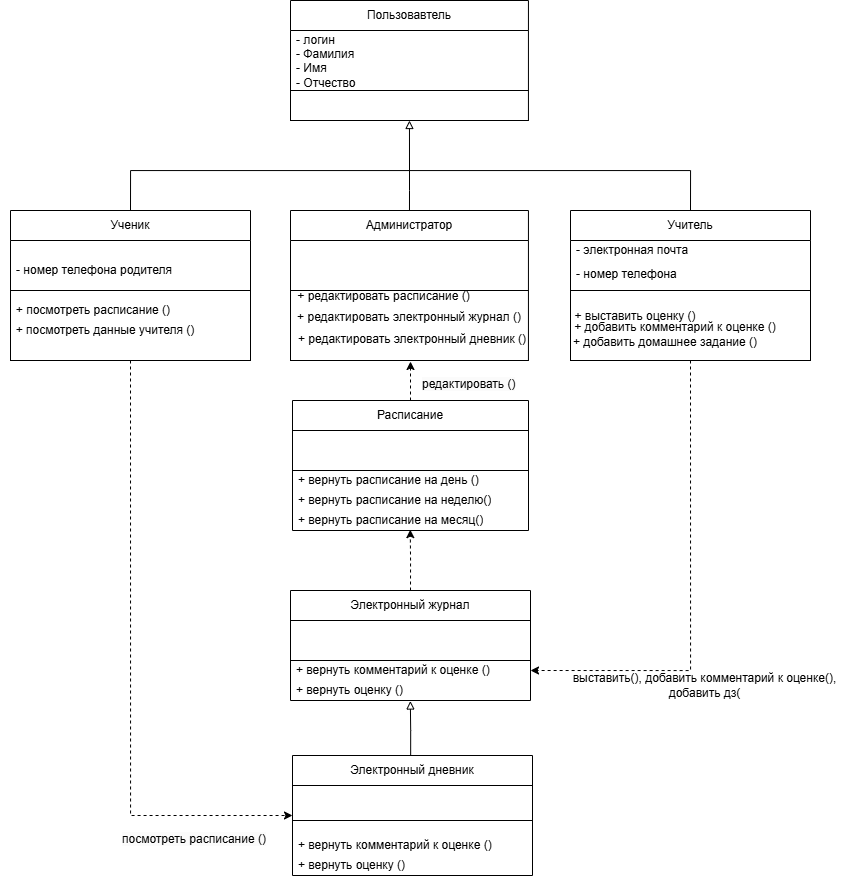 Пользователь
- логин
- Фамилия
- Имя
- Отчество
Ученик
- номер телефона родителя
+ посмотреть расписание ()
+ посмотреть данные учителя ()
Администратор
+ редактировать расписание ()
+ редактировать электронный журнал ()
+ редактировать электронный дневник ()
Учитель
- электронная почта
- номер телефона
+ выставить оценку ()
+ добавить комментарий к оценке ()
+ добавить домашнее задание ()
редактировать ()
Расписание
+ вернуть расписание на день ()
+ вернуть расписание на неделю()
+ вернуть расписание на месяц()
Электронный журнал
+ вернуть комментарий к оценке ()
+ вернуть оценку ()
выставить(), добавить комментарий к оценке(),
добавить дз(
Электронный дневник
+ вернуть комментарий к оценке ()
+ вернуть оценку ()
посмотреть расписание ()